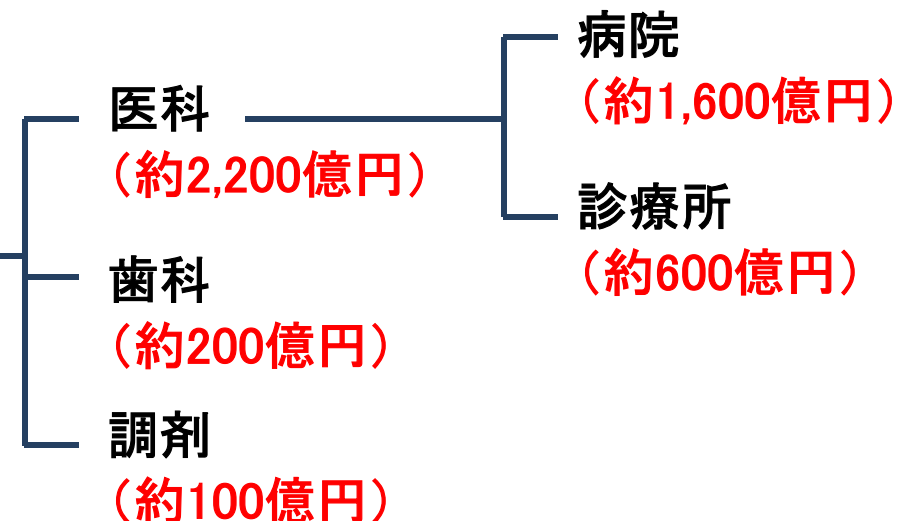 病院
（約1,600億円）
医科
（約2,200億円）
診療所
（約600億円）
歯科
（約200億円）
調剤
（約100億円）